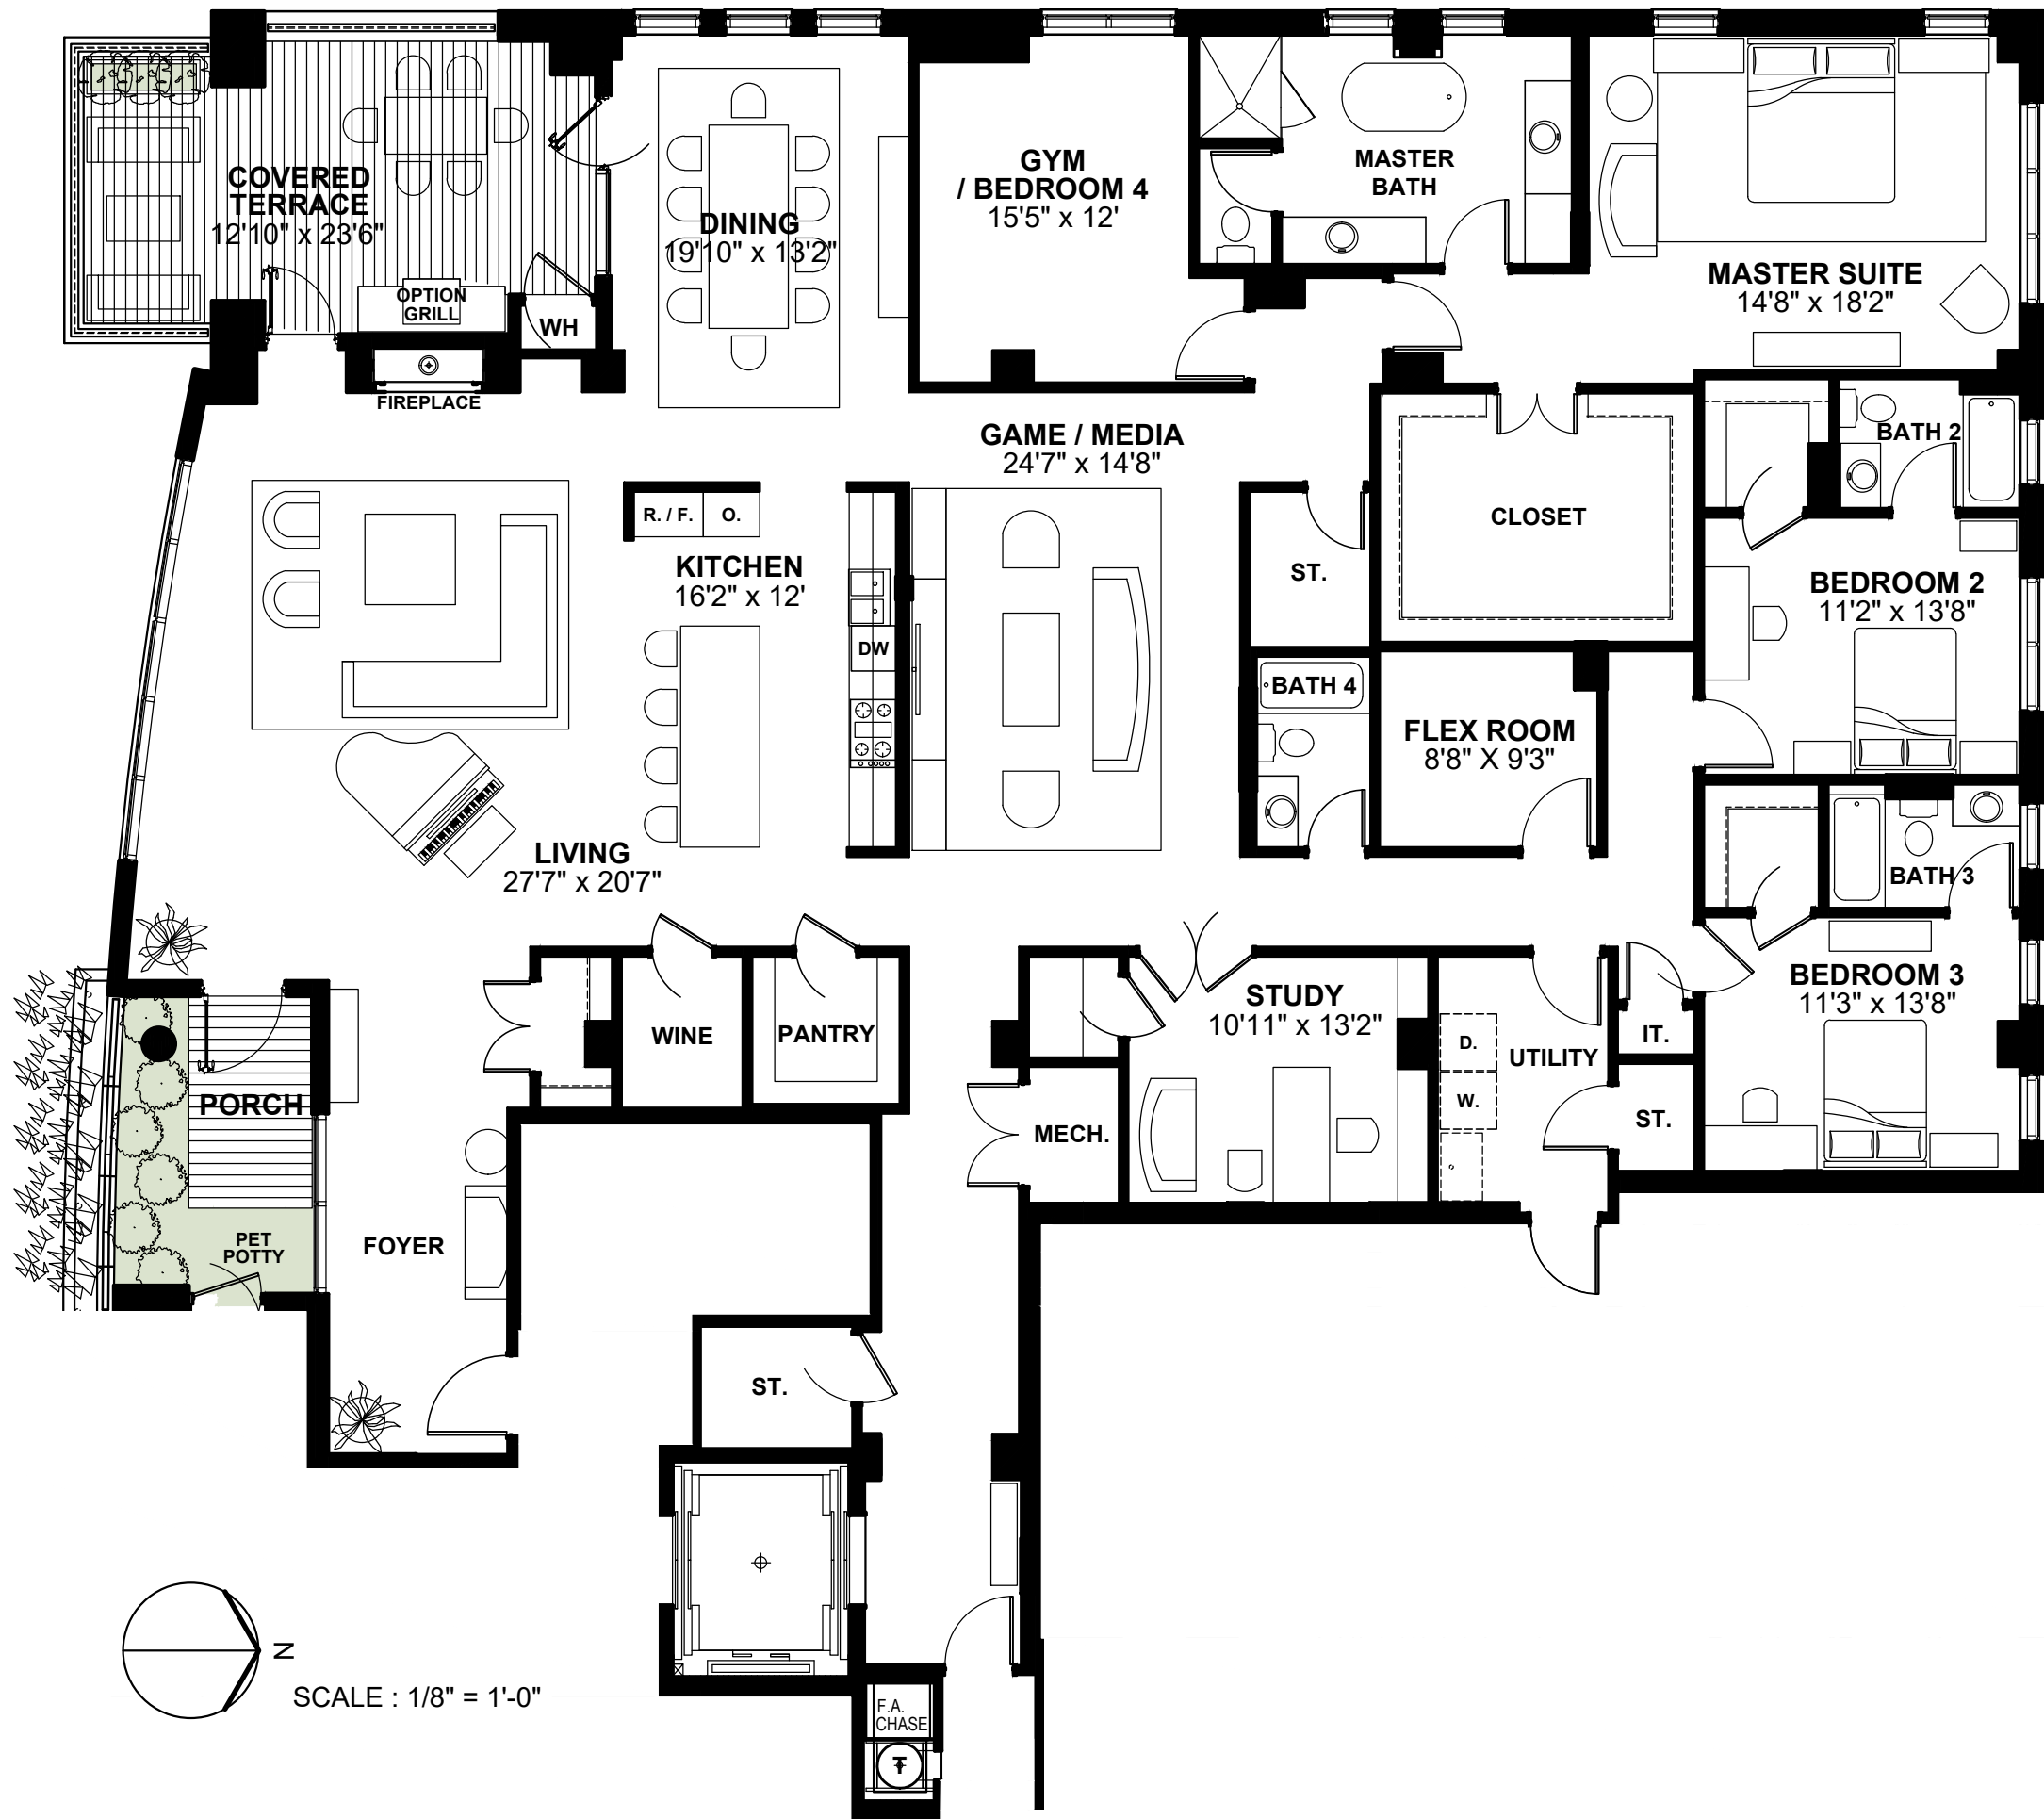 COVERED
TERRACE
12'10" x 23'6"
OPTION
GRILL
WH
FIREPLACE
DINING
19'10" x 13'2"
GYM
/ BEDROOM 4
15'5" x 12'
MASTER
BATH
MASTER SUITE
14'8" x 18'2"
GAME / MEDIA
24'7" x 14'8"
R. / F.
O.
KITCHEN
16'2" x 12'
DW
ST.
CLOSET
BATH 2
BEDROOM 2
11'2" x 13'8"
BATH 4
FLEX ROOM
8'8" X 9'3"
LIVING
27'7" x 20'7"
BATH 3
BEDROOM 3
11'3" x 13'8"
WINE
PANTRY
STUDY
10'11" x 13'2"
D.
W.
UTILITY
IT.
ST.
MECH.
PORCH
PET
POTTY
FOYER
ST.
N
SCALE : 1/8" = 1'-0"
F.A.
CHASE
T